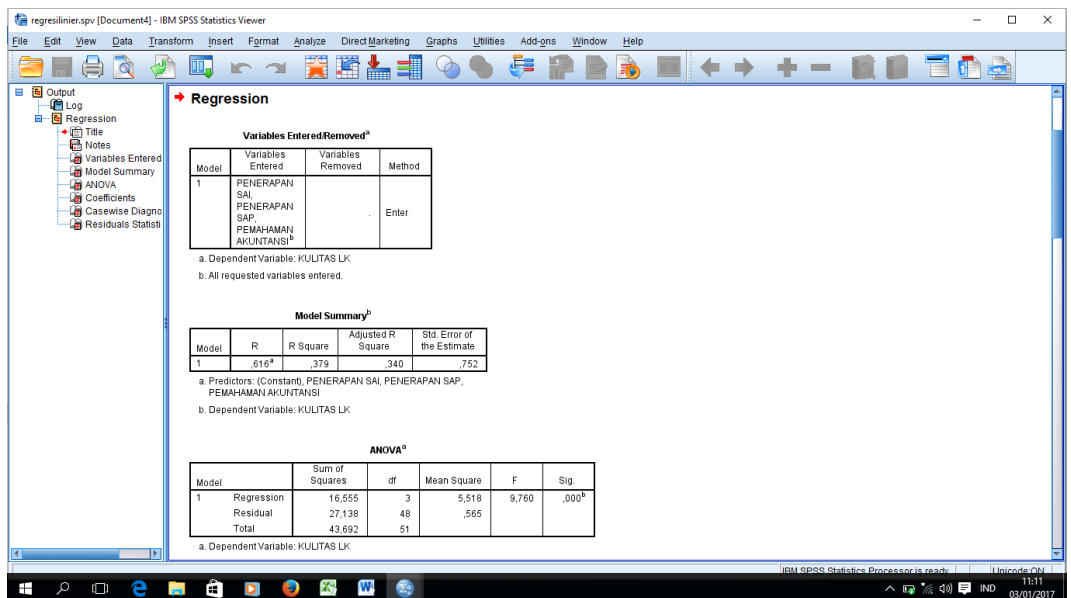 regresilinier.spv [Document4] - IBM SPSS Statistics Viewer
File Edit View Data Transform Insert Format Analyze Direct Marketing Graphs Utilities Add-ons Window Help
Output
Log
Regression
Title
Notes
Variables Entered
Model Summary
ANOVA
Coefficients
Casewise Diagno
Residuals Statisti
Regression
Variables Entered/Removedᵃ
Model Variables Entered Variables Removed Method
1 PENERAPAN SAI, PENERAPAN SAP, PEMAHAMAN AKUNTANSIᵇ . Enter
a. Dependent Variable: KULITAS LK
b. All requested variables entered.
Model Summaryᵇ
Model R R Square Adjusted R Square Std. Error of the Estimate
1 ,616ᵃ ,379 ,340 ,752
a. Predictors: (Constant), PENERAPAN SAI, PENERAPAN SAP,
PEMAHAMAN AKUNTANSI
b. Dependent Variable: KULITAS LK
ANOVAᵃ
Model Sum of Squares df Mean Square F Sig.
1 Regression 16,555 3 5,518 9,760 ,000ᵇ
Residual 27,138 48 ,565
Total 43,692 51
a. Dependent Variable: KULITAS LK
IBM SPSS Statistics Processor is ready Unicode:ON
IND
11:11
03/01/2017